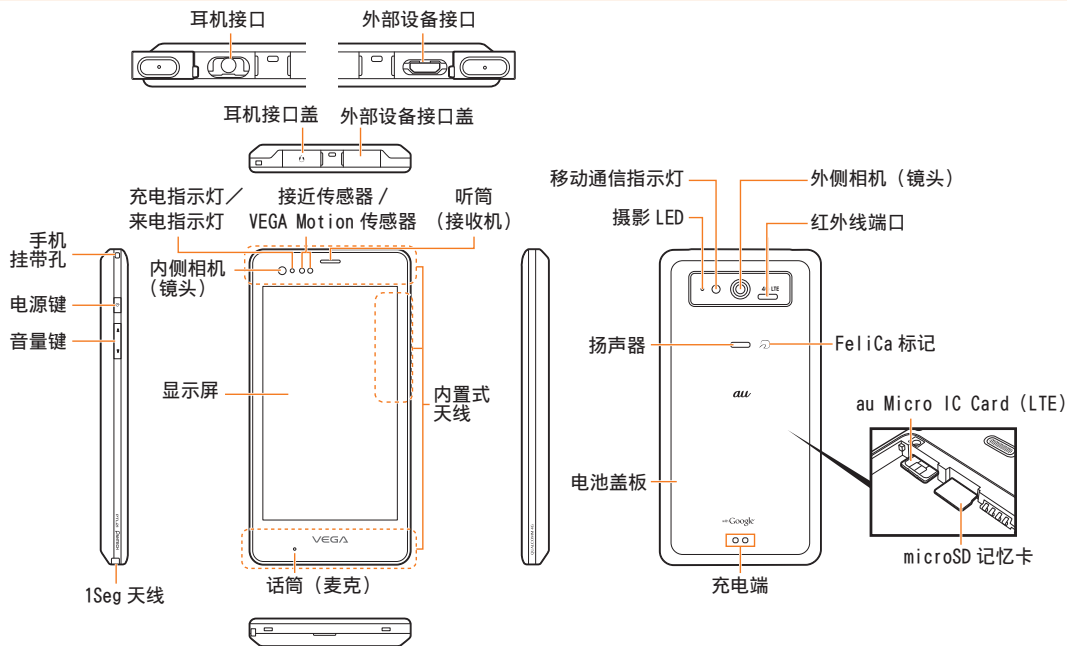 耳机接口
外部设备接口
耳机接口盖
外部设备接口盖
充电指示灯／
来电指示灯
接近传感器 /
VEGA Motion 传感器
听筒
（接收机）
手机
挂带孔
内侧相机
（镜头）
电源键
音量键
显示屏
内置式
天线
VEGA
1Seg 天线
话筒（麦克）
移动通信指示灯
外侧相机（镜头）
摄影 LED
红外线端口
4G LTE
扬声器
FeliCa 标记
au
au Micro IC Card (LTE)
电池盖板
with Google
microSD 记忆卡
充电端